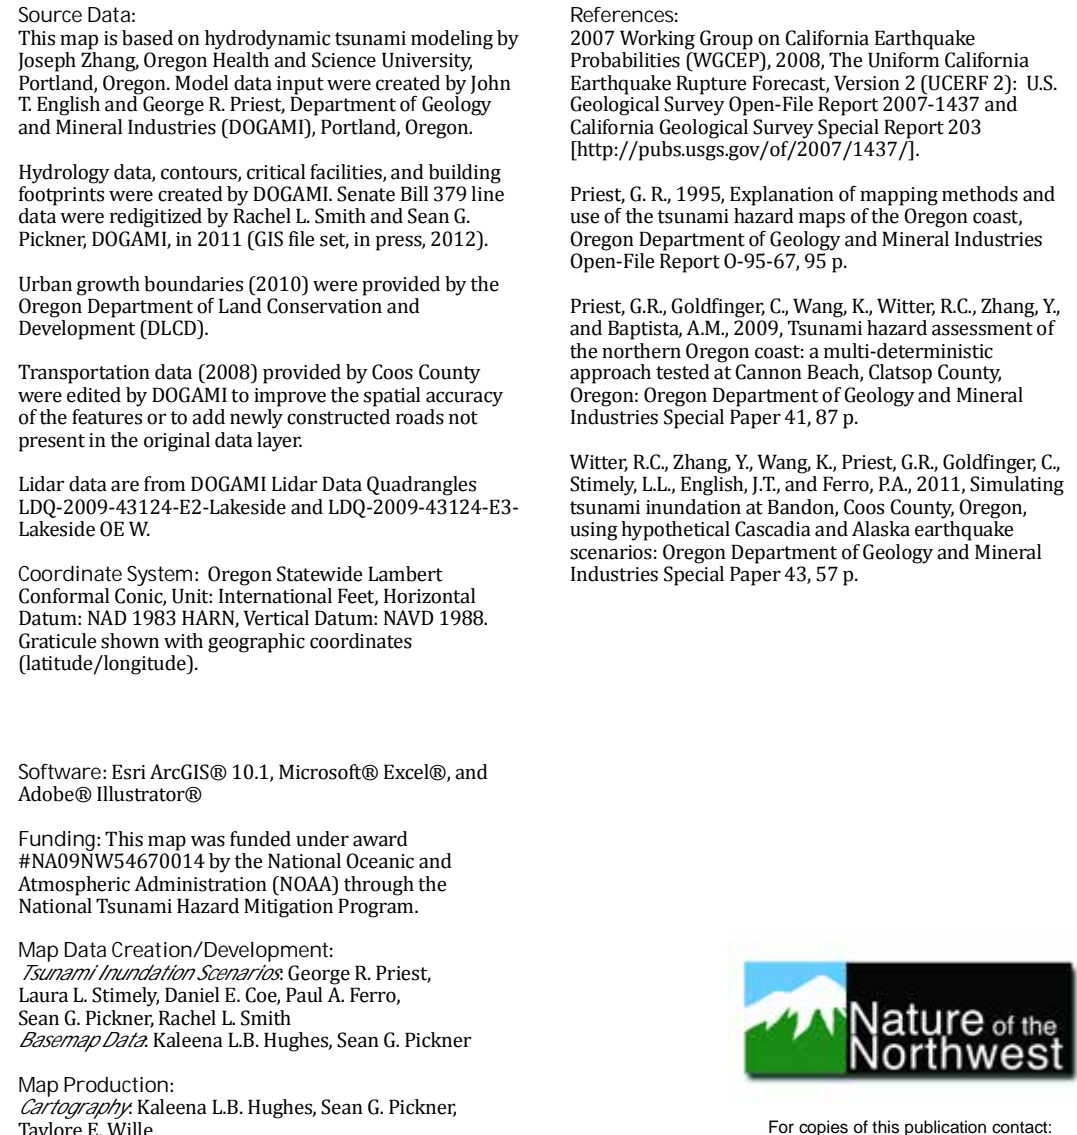 Source Data:
This map is based on hydrodynamic tsunami modeling by
Joseph Zhang, Oregon Health and Science University,
Portland, Oregon. Model data input were created by John
T. English and George R. Priest, Department of Geology
and Mineral Industries (DOGAMI), Portland, Oregon.
Hydrology data, contours, critical facilities, and building
footprints were created by DOGAMI. Senate Bill 379 line
data were redigitized by Rachel L. Smith and Sean G.
Pickner, DOGAMI, in 2011 (GIS file set, in press, 2012).
Urban growth boundaries (2010) were provided by the
Oregon Department of Land Conservation and
Development (DLCD).
Transportation data (2008) provided by Coos County
were edited by DOGAMI to improve the spatial accuracy
of the features or to add newly constructed roads not
present in the original data layer.
Lidar data are from DOGAMI Lidar Data Quadrangles
LDQ-2009-43124-E2-Lakeside and LDQ-2009-43124-E3-
Lakeside OE W.
Coordinate System: Oregon Statewide Lambert
Conformal Conic, Unit: International Feet, Horizontal
Datum: NAD 1983 HARN, Vertical Datum: NAVD 1988.
Graticule shown with geographic coordinates
(latitude/longitude).
Software: Esri ArcGIS® 10.1, Microsoft® Excel®, and
Adobe® Illustrator®
Funding: This map was funded under award
#NA09NW54670014 by the National Oceanic and
Atmospheric Administration (NOAA) through the
National Tsunami Hazard Mitigation Program.
Map Data Creation/Development:
Tsunami Inundation Scenarios: George R. Priest,
Laura L. Stimely, Daniel E. Coe, Paul A. Ferro,
Sean G. Pickner, Rachel L. Smith
Basemap Data: Kaleena L.B. Hughes, Sean G. Pickner
Map Production:
Cartography: Kaleena L.B. Hughes, Sean G. Pickner,
Taylore E. Wille
References:
2007 Working Group on California Earthquake
Probabilities (WGCEP), 2008, The Uniform California
Earthquake Rupture Forecast, Version 2 (UCERF 2): U.S.
Geological Survey Open-File Report 2007-1437 and
California Geological Survey Special Report 203
[http://pubs.usgs.gov/of/2007/1437/].
Priest, G. R., 1995, Explanation of mapping methods and
use of the tsunami hazard maps of the Oregon coast,
Oregon Department of Geology and Mineral Industries
Open-File Report O-95-67, 95 p.
Priest, G.R., Goldfinger, C., Wang, K., Witter, R.C., Zhang, Y.,
and Baptista, A.M., 2009, Tsunami hazard assessment of
the northern Oregon coast: a multi-deterministic
approach tested at Cannon Beach, Clatsop County,
Oregon: Oregon Department of Geology and Mineral
Industries Special Paper 41, 87 p.
Witter, R.C., Zhang, Y., Wang, K., Priest, G.R., Goldfinger, C.,
Stimely, L.L., English, J.T., and Ferro, P.A., 2011, Simulating
tsunami inundation at Bandon, Coos County, Oregon,
using hypothetical Cascadia and Alaska earthquake
scenarios: Oregon Department of Geology and Mineral
Industries Special Paper 43, 57 p.
Nature of the
Northwest
For copies of this publication contact: